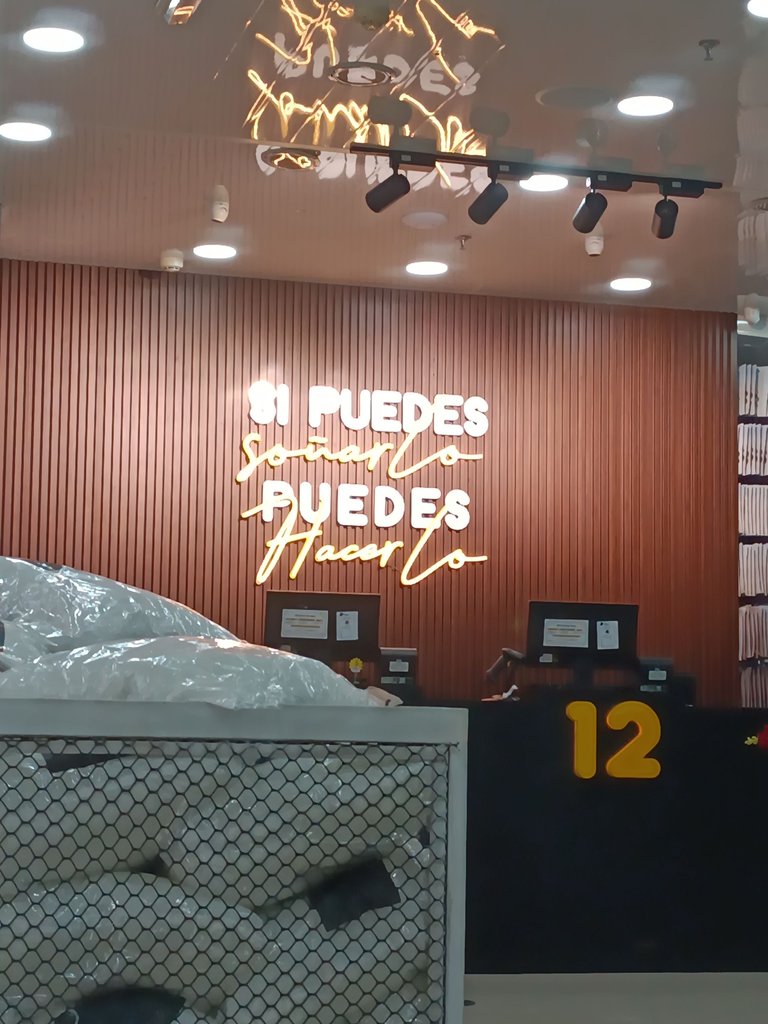 SI PUEDES
soñarlo
PUEDES
Hacerlo
12